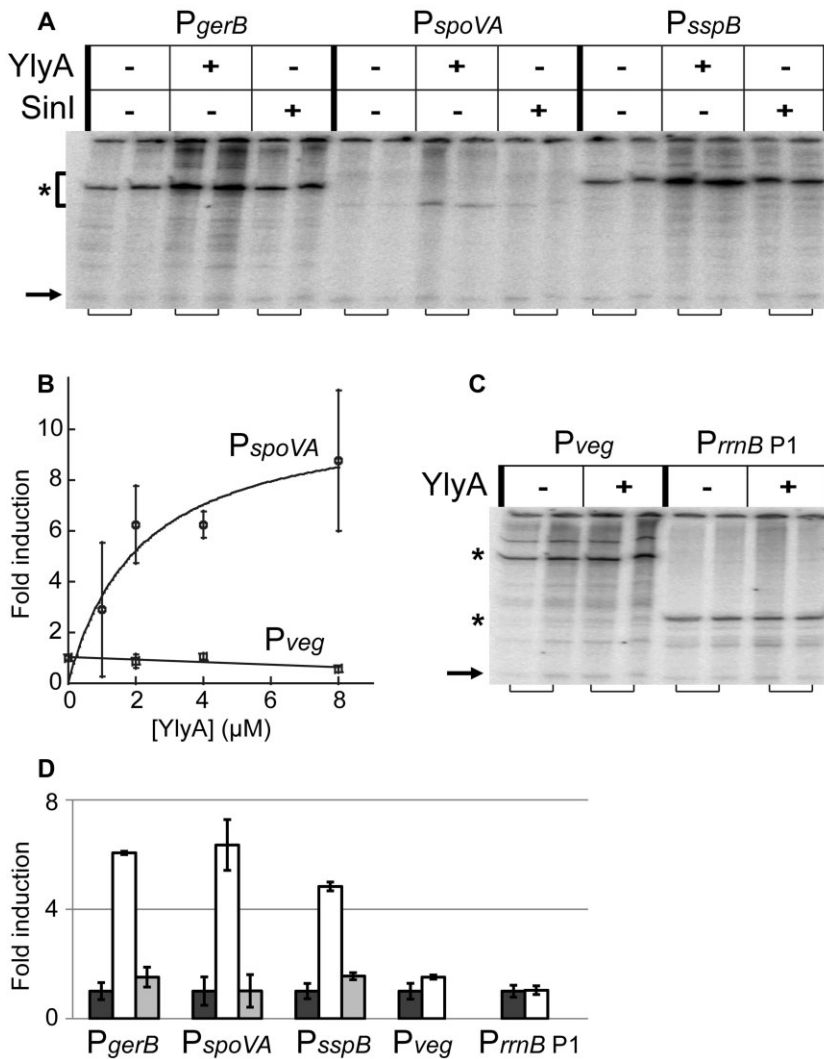 A
PgerB PspoVA PsspB
YlyA - + - - + - - + -
SinI - - + - - + - - +
*
B
Fold induction
10
8
6
4
2
0
PspoVA
Pveg
0 2 4 6 8
[YlyA] (µM)
C
Pveg PrrnB P1
YlyA - + - +
*
*
D
Fold induction
8
4
0
PgerB PspoVA PsspB Pveg PrrnB P1